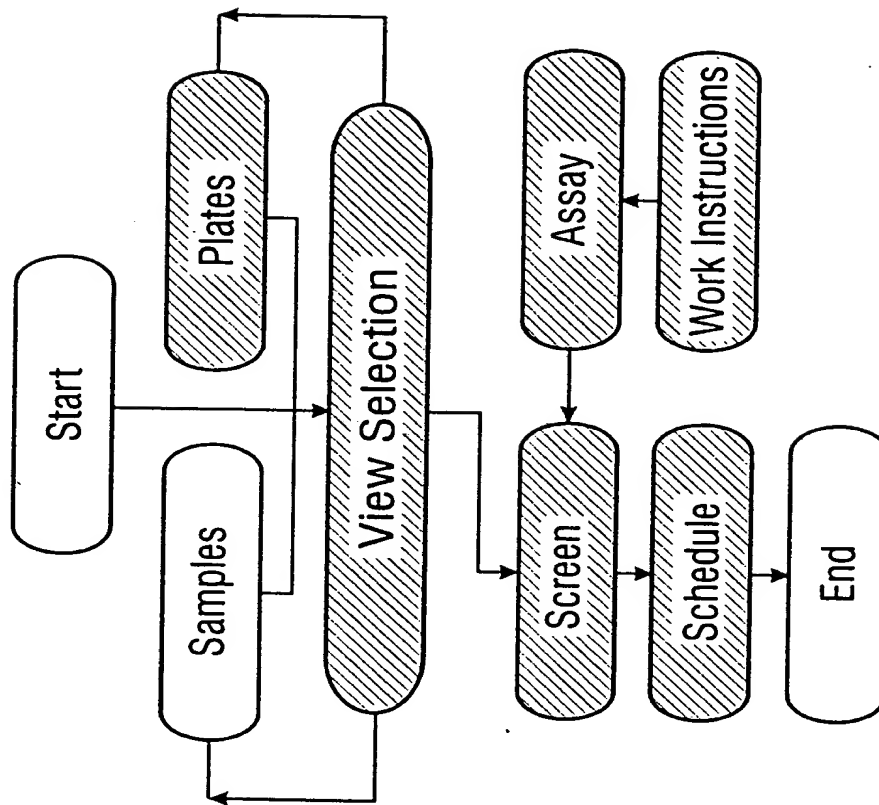 Start
Samples
Plates
View Selection
Screen
Assay
Schedule
Work Instructions
End